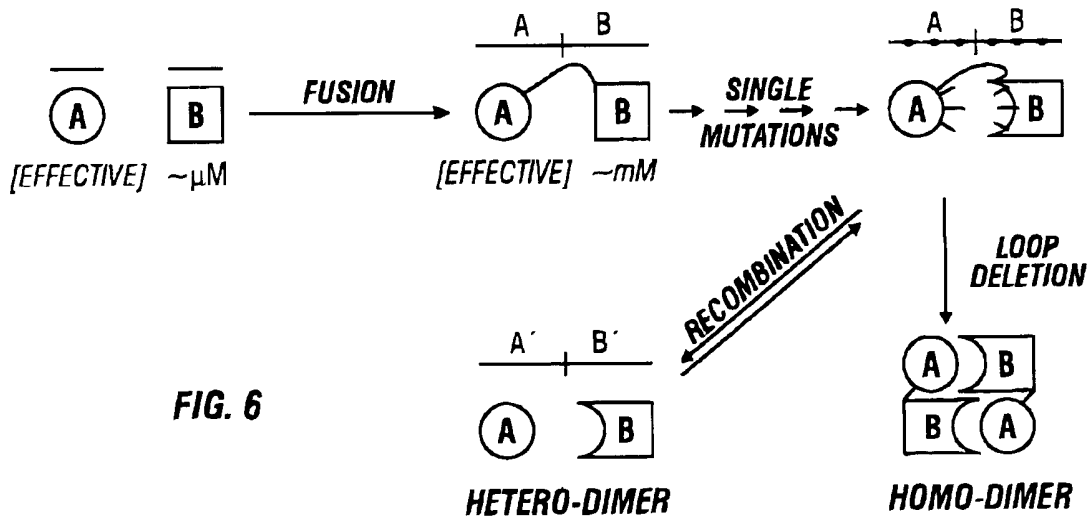 A B
[EFFECTIVE] ~µM
FUSION
A B
A B
[EFFECTIVE] ~mM
SINGLE
MUTATIONS
A B
A B
RECOMBINATION
LOOP
DELETION
A´ B´
A B
HETERO-DIMER
A B
B A
HOMO-DIMER
FIG. 6